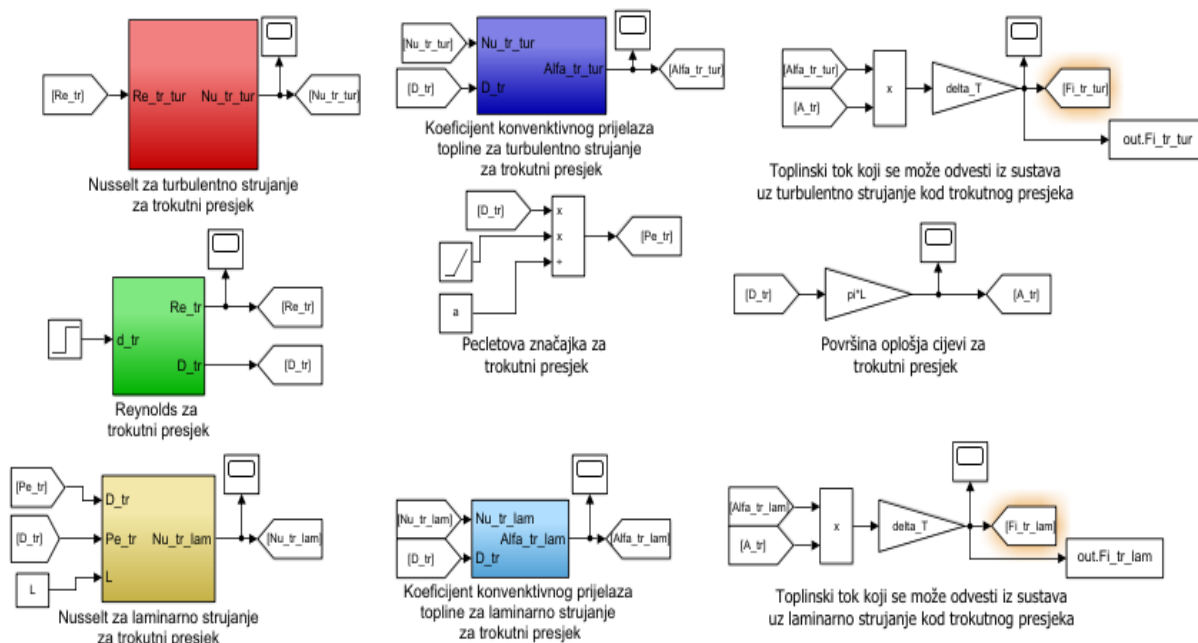 [Re_tr]
Re_tr_tur
Nu_tr_tur
[Nu_tr_tur]
Nusselt za turbulentno strujanje
za trokutni presjek
[Nu_tr_tur]
[D_tr]
Nu_tr_tur
Alfa_tr_tur
D_tr
[Alfa_tr_tur]
Koeficijent konvenktivnog prijelaza
topline za turbulentno strujanje
za trokutni presjek
[Alfa_tr_tur]
[A_tr]
x
delta_T
[Fi_tr_tur]
out.Fi_tr_tur
Toplinski tok koji se može odvesti iz sustava
uz turbulentno strujanje kod trokutnog presjeka
d_tr
Re_tr
D_tr
[Re_tr]
[D_tr]
Reynolds za
trokutni presjek
[D_tr]
a
x
x
÷
[Pe_tr]
Pecletova značajka za
trokutni presjek
[D_tr]
pi*L
[A_tr]
Površina oplošja cijevi za
trokutni presjek
[Pe_tr]
[D_tr]
L
D_tr
Pe_tr
Nu_tr_lam
L
[Nu_tr_lam]
Nusselt za laminarno strujanje
za trokutni presjek
[Nu_tr_lam]
[D_tr]
Nu_tr_lam
Alfa_tr_lam
D_tr
[Alfa_tr_lam]
Koeficijent konvenktivnog prijelaza
topline za laminarno strujanje
za trokutni presjek
[Alfa_tr_lam]
[A_tr]
x
delta_T
[Fi_tr_lam]
out.Fi_tr_lam
Toplinski tok koji se može odvesti iz sustava
uz laminarno strujanje kod trokutnog presjeka